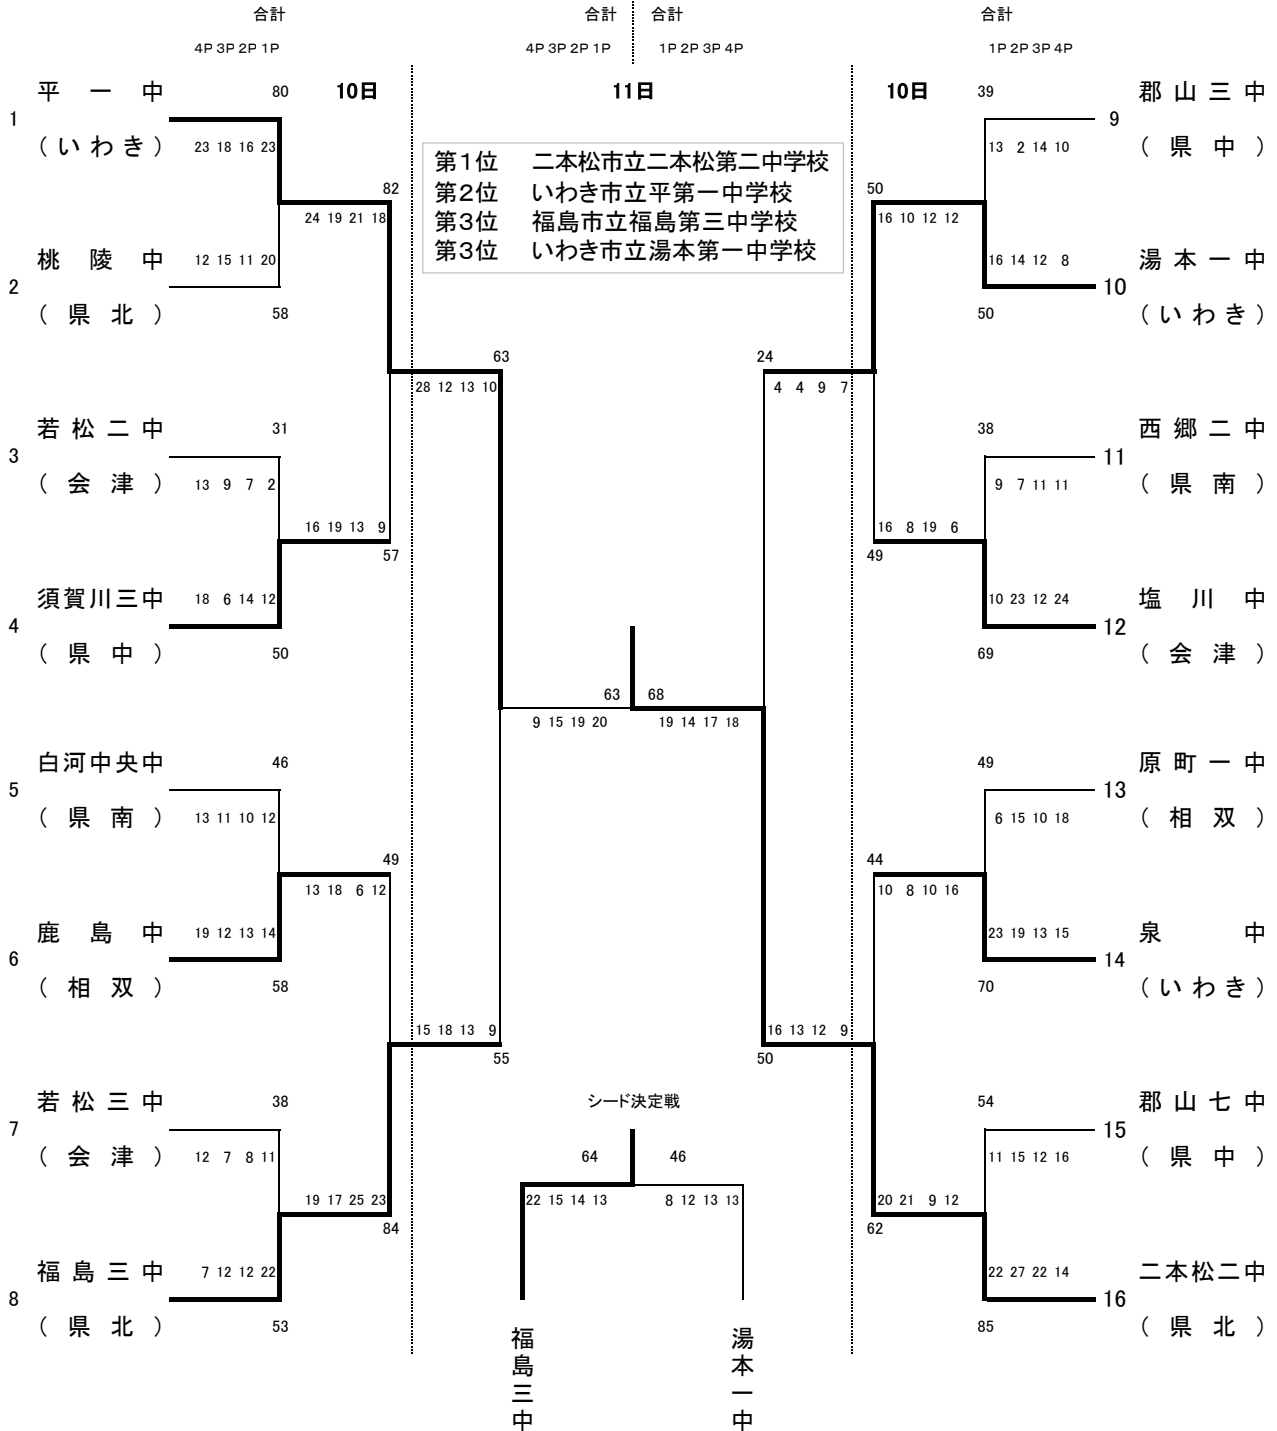 合計 合計 合計 合計
4P 3P 2P 1P 4P 3P 2P 1P 1P 2P 3P 4P 1P 2P 3P 4P
平一中 80 10日 11日 10日 39 郡山三中
1 9
(いわき) 23 18 16 23 13 2 14 10 (県中)
第1位 二本松市立二本松第二中学校
第2位 いわき市立平第一中学校
第3位 福島市立福島第三中学校
第3位 いわき市立湯本第一中学校
82 50
24 19 21 18 16 10 12 12
桃陵中 12 15 11 20 16 14 12 8 湯本一中
2 10
(県北) 58 50 (いわき)
63 24
28 12 13 10 4 4 9 7
若松二中 31 38 西郷二中
3 11
(会津) 13 9 7 2 9 7 11 11 (県南)
16 19 13 9 16 8 19 6
57 49
須賀川三中 18 6 14 12 10 23 12 24 塩川中
4 12
(県中) 50 69 (会津)
63 68
9 15 19 20 19 14 17 18
白河中央中 46 49 原町一中
5 13
(県南) 13 11 10 12 6 15 10 18 (相双)
49 44
13 18 6 12 10 8 10 16
鹿島中 19 12 13 14 23 19 13 15 泉中
6 14
(相双) 58 70 (いわき)
15 18 13 9 16 13 12 9
55 50
若松三中 38 シード決定戦 54 郡山七中
7 15
(会津) 12 7 8 11 64 46 11 15 12 16 (県中)
19 17 25 23 22 15 14 13 8 12 13 13 20 21 9 12
84 62
福島三中 7 12 12 22 22 27 22 14 二本松二中
8 16
(県北) 53 85 (県北)
福島三中 湯本一中